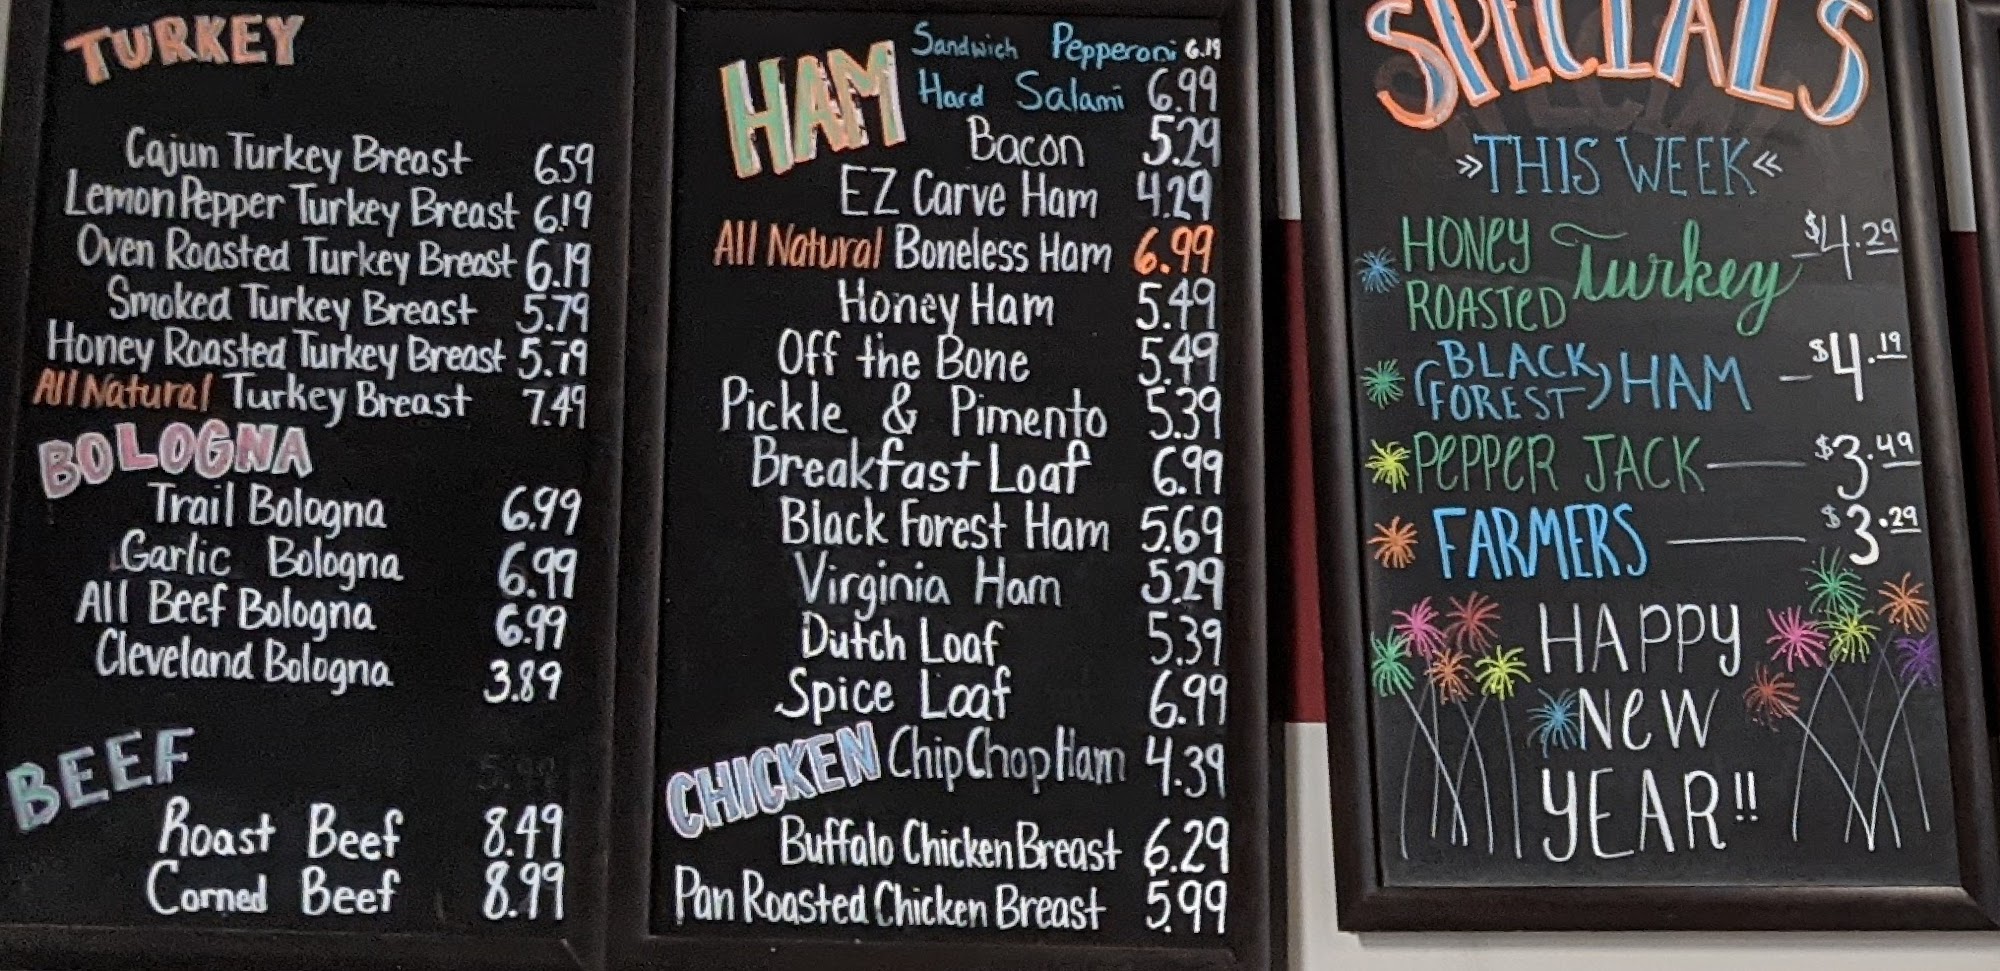 TURKEY
Cajun Turkey Breast 6.59
Lemon Pepper Turkey Breast 6.19
Oven Roasted Turkey Breast 6.19
Smoked Turkey Breast 5.79
Honey Roasted Turkey Breast 5.79
All Natural Turkey Breast 7.49
BOLOGNA
Trail Bologna 6.99
Garlic Bologna 6.99
All Beef Bologna 6.99
Cleveland Bologna 3.89
BEEF
Roast Beef 8.49
Corned Beef 8.99
HAM
Sandwich Pepperoni 6.19
Hard Salami 6.99
Bacon 5.29
EZ Carve Ham 4.29
All Natural Boneless Ham 6.99
Honey Ham 5.49
Off the Bone 5.49
Pickle & Pimento 5.39
Breakfast Loaf 6.99
Black Forest Ham 5.69
Virginia Ham 5.29
Dutch Loaf 5.39
Spice Loaf 6.99
Chip Chop Ham 4.39
CHICKEN
Buffalo Chicken Breast 6.29
Pan Roasted Chicken Breast 5.99
SPECIALS
»THIS WEEK«
HONEY ROASTED Turkey - $4.29
(BLACK FOREST) HAM - $4.19
PEPPER JACK — $3.49
FARMERS — $3.29
HAPPY
NEW
YEAR!!